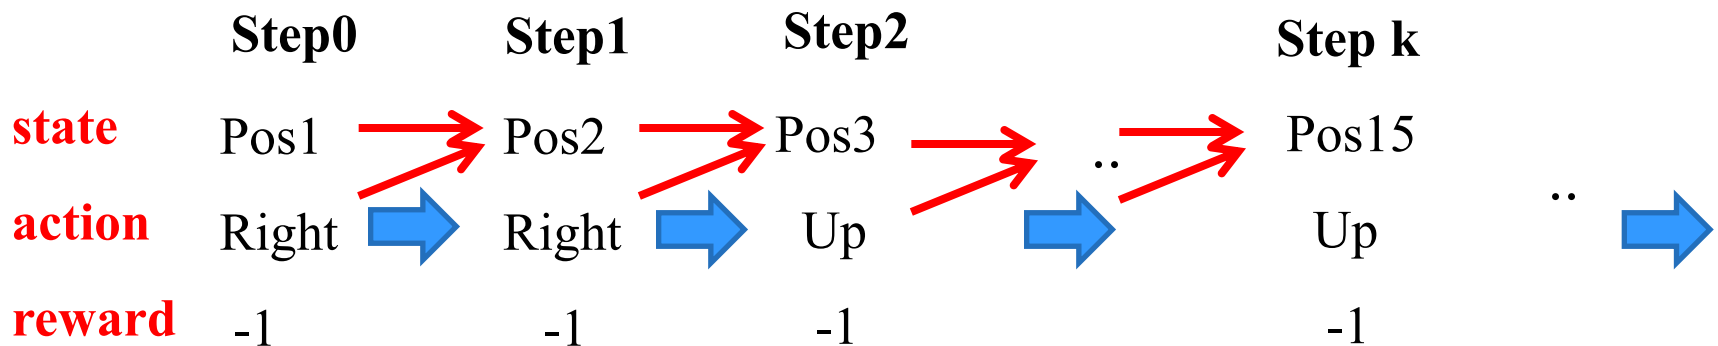 Step0 Step1 Step2 Step k
state Pos1 Pos2 Pos3 .. Pos15
action Right Right Up Up ..
reward -1 -1 -1 -1